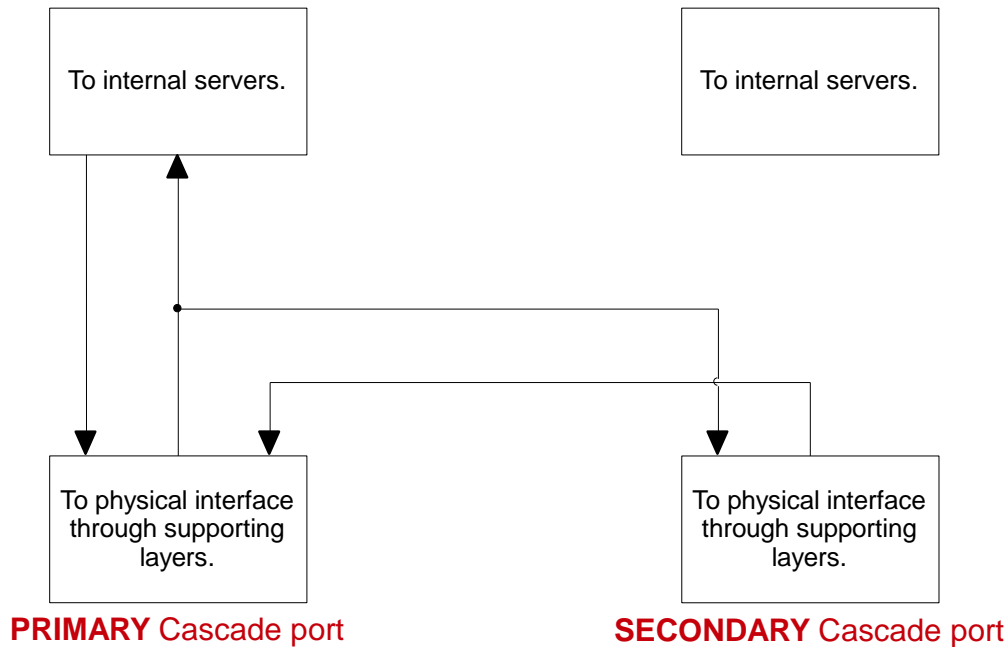 To internal servers.
To internal servers.
To physical interface
through supporting
layers.
To physical interface
through supporting
layers.
PRIMARY Cascade port
SECONDARY Cascade port